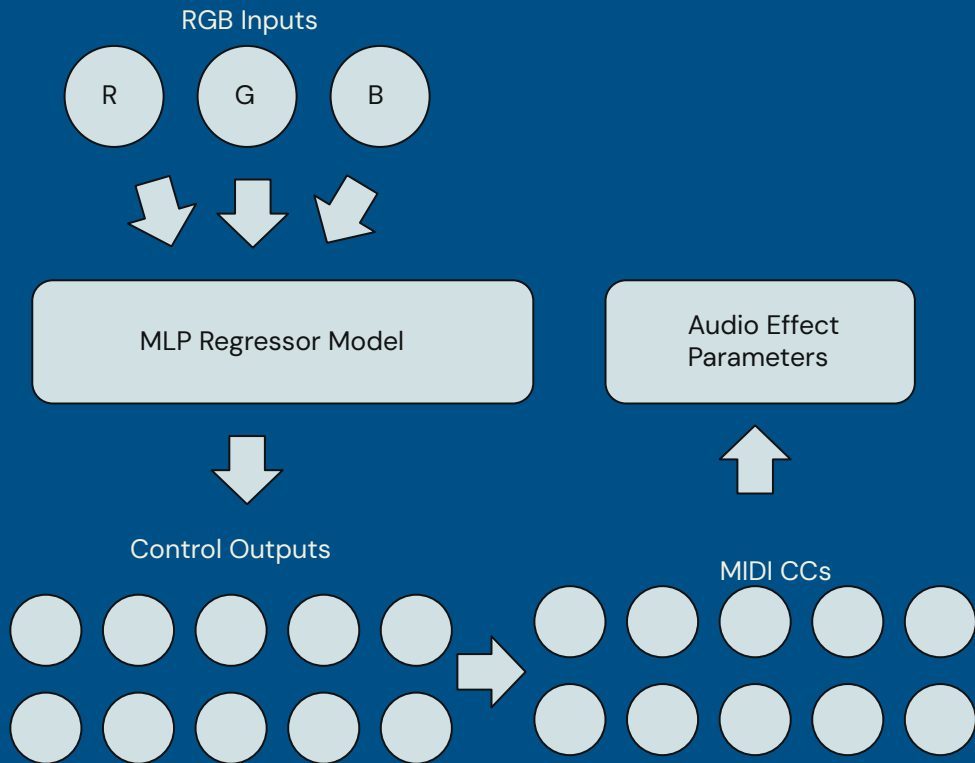 RGB Inputs
R
G
B
MLP Regressor Model
Audio Effect
Parameters
Control Outputs
MIDI CCs